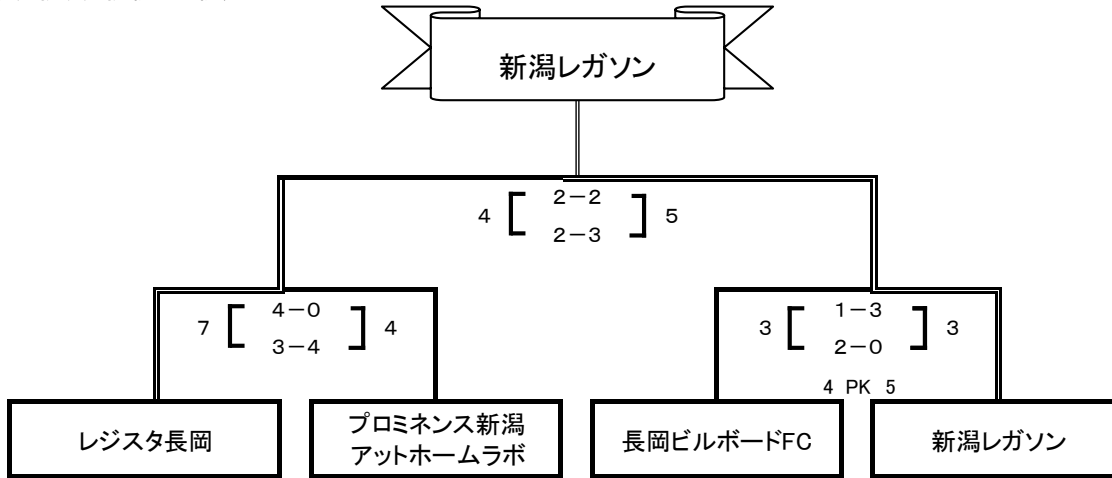 新潟レガソン
2-2
4 [ ] 5
2-3
4-0
7 [ ] 4
3-4
1-3
3 [ ] 3
2-0
4 PK 5
レジスタ長岡
プロミネンス新潟
アットホームラボ
長岡ビルボードFC
新潟レガソン